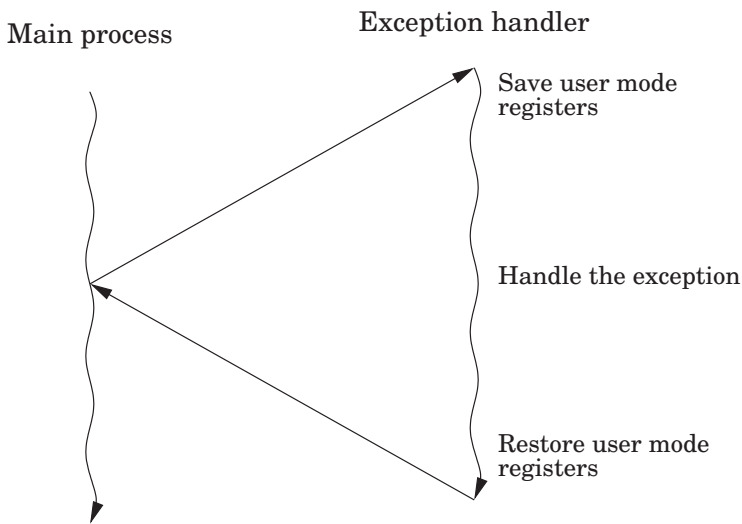 Main process
Exception handler
Save user mode
registers
Handle the exception
Restore user mode
registers